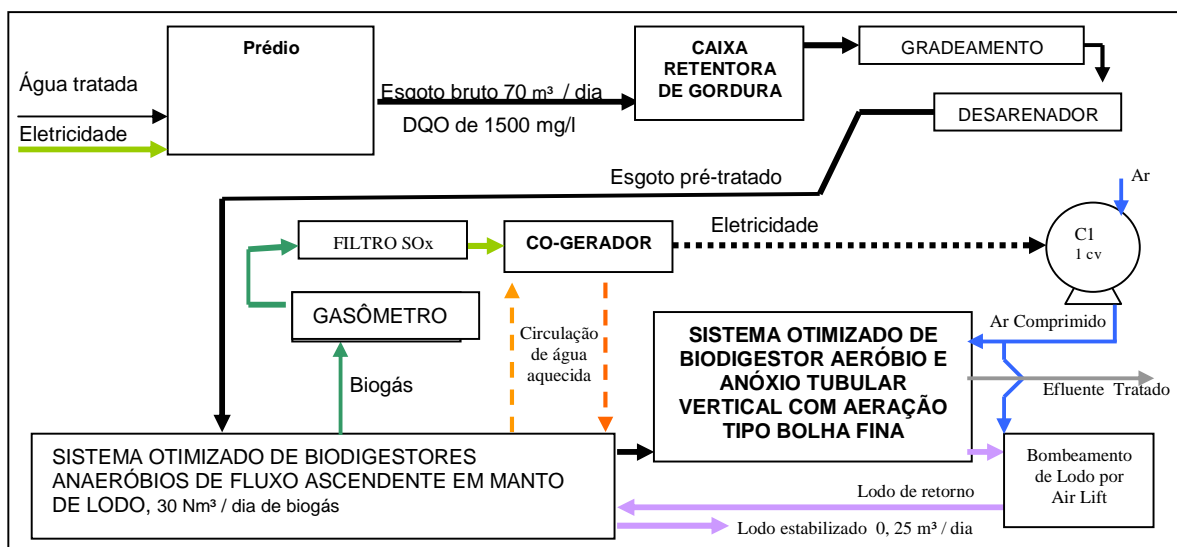 Prédio
Água tratada
Eletricidade
Esgoto bruto 70 m³ / dia
DQO de 1500 mg/l
CAIXA
RETENTORA
DE GORDURA
GRADEAMENTO
DESARENADOR
Esgoto pré-tratado
Ar
C1
1 cv
Eletricidade
FILTRO SOx
CO-GERADOR
GASÔMETRO
Biogás
Circulação
de água
aquecida
Ar Comprimido
SISTEMA OTIMIZADO DE
BIODIGESTOR AERÓBIO E
ANÓXIO TUBULAR
VERTICAL COM AERAÇÃO
TIPO BOLHA FINA
Efluente Tratado
SISTEMA OTIMIZADO DE BIODIGESTORES
ANAERÓBIOS DE FLUXO ASCENDENTE EM MANTO
DE LODO, 30 Nm³ / dia de biogás
Bombeamento
de Lodo por
Air Lift
Lodo de retorno
Lodo estabilizado 0, 25 m³ / dia